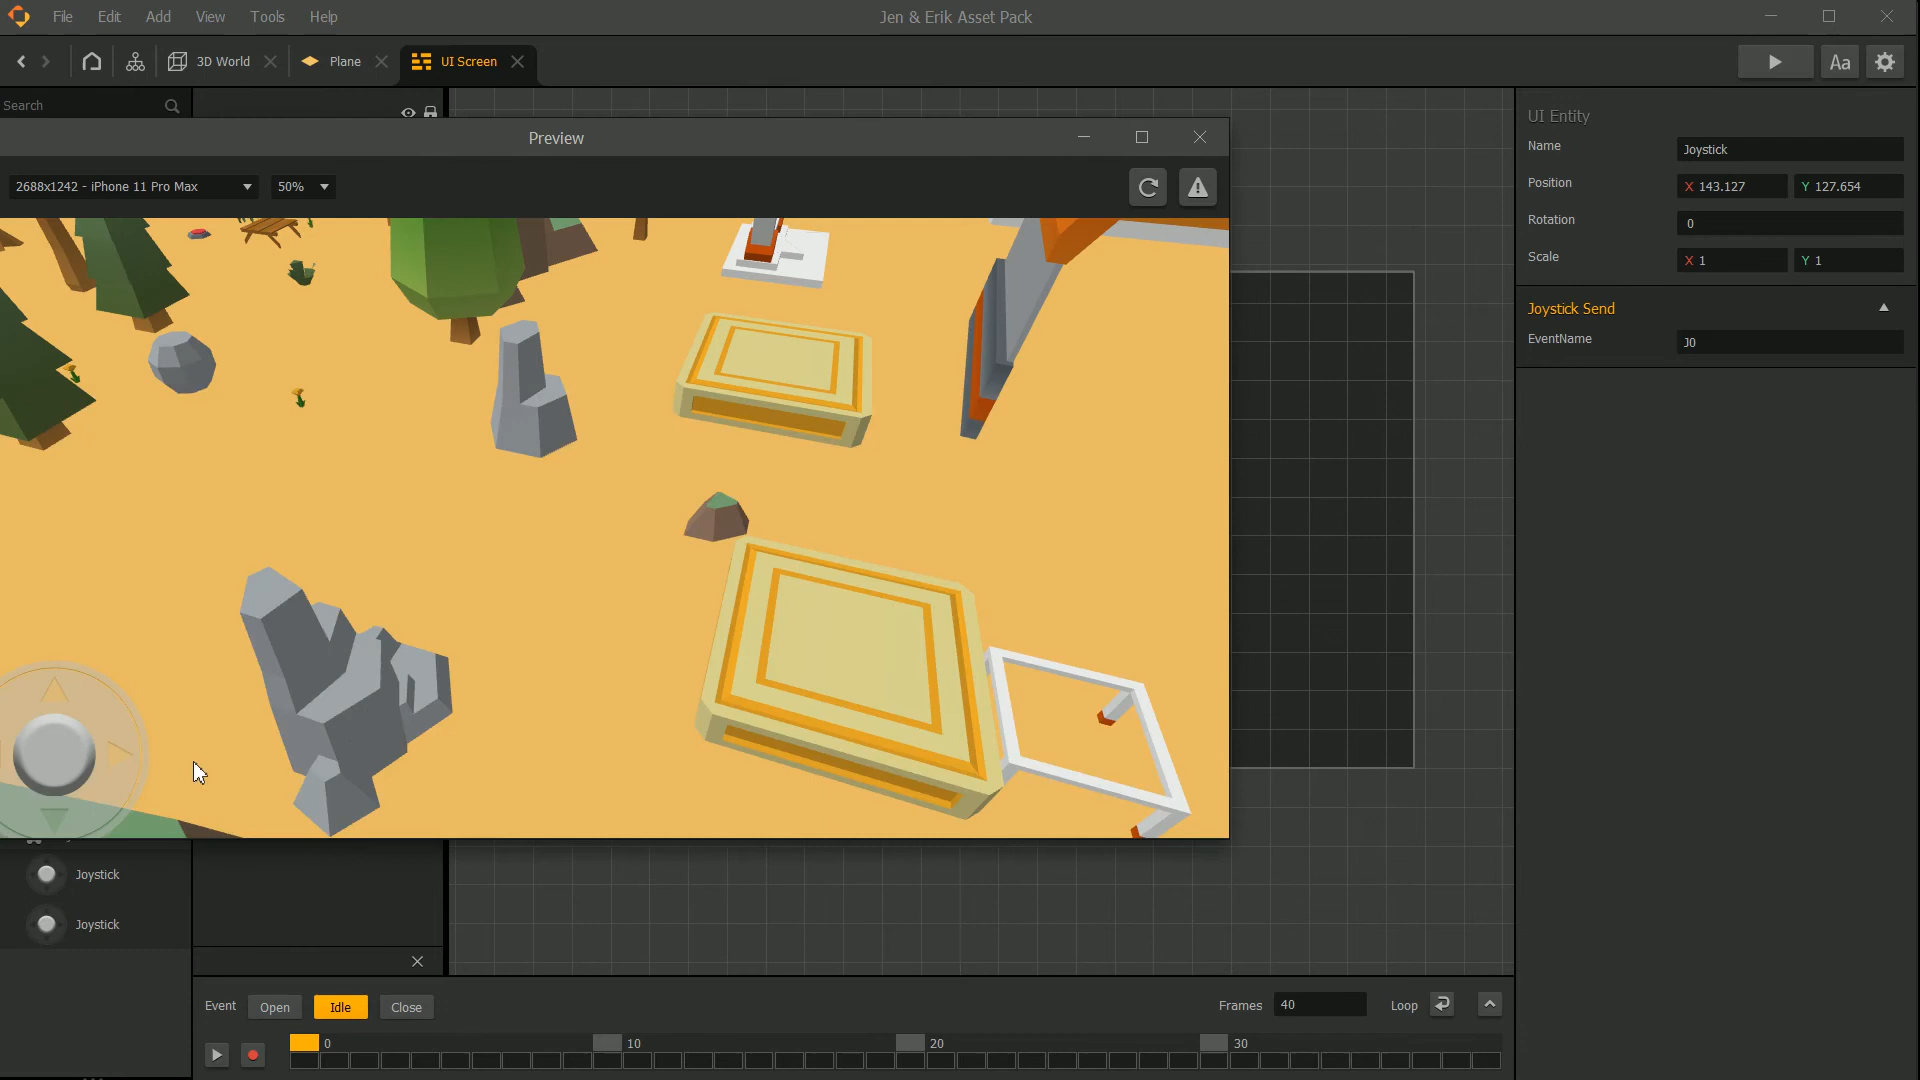 File Edit Add View Tools Help Jen & Erik Asset Pack
3D World Plane UI Screen Aa
Search
Preview
2688x1242 - iPhone 11 Pro Max 50%
UI Entity
Name Joystick
Position X 143.127 Y 127.654
Rotation 0
Scale X 1 Y 1
Joystick Send
EventName J0
Joystick
Joystick
Event Open Idle Close Frames 40 Loop
0 10 20 30